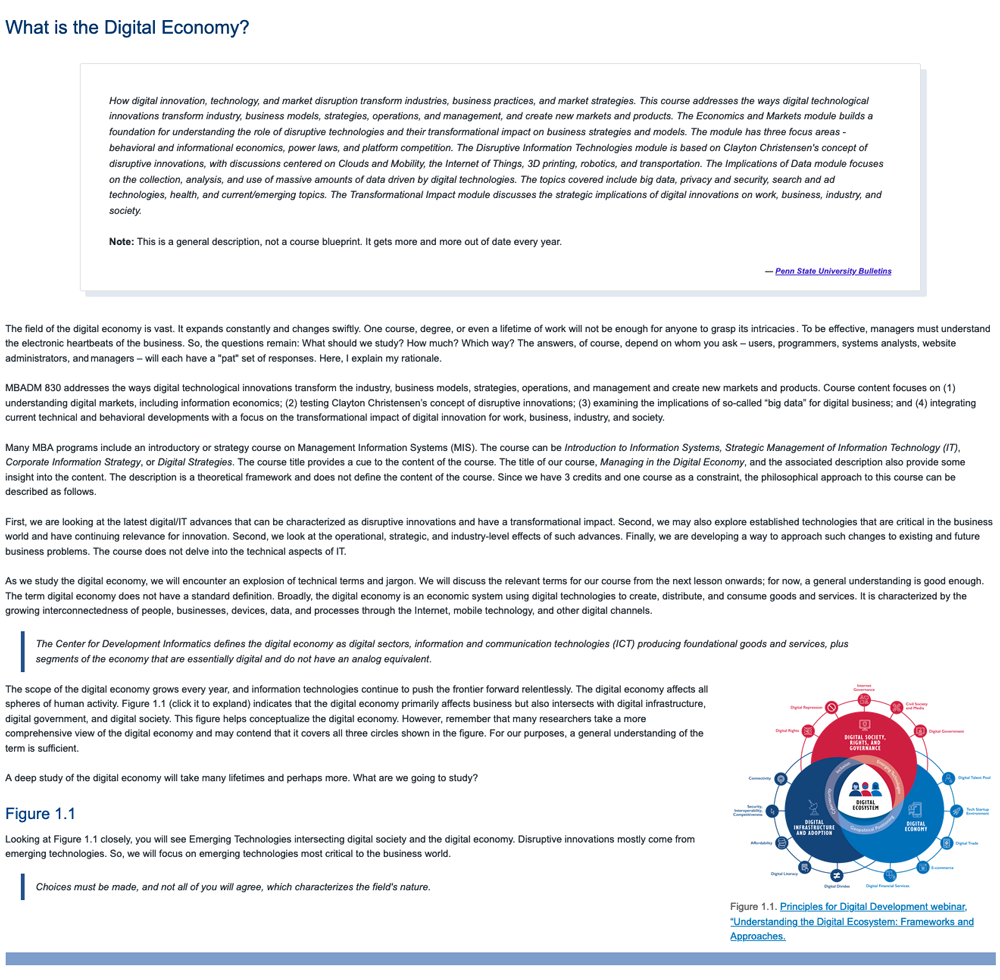 What is the Digital Economy?
How digital innovation, technology, and market disruption transform industries, business practices, and market strategies. This course addresses the ways digital technological
innovations transform industry, business models, strategies, operations, and management, and create new markets and products. The Economics and Markets module builds a
foundation for understanding the role of disruptive technologies and their transformational impact on business strategies and models. The module has three focus areas -
behavioral and informational economics, power laws, and platform competition. The Disruptive Information Technologies module is based on Clayton Christensen's concept of
disruptive innovations, with discussions centered on Clouds and Mobility, the Internet of Things, 3D printing, robotics, and transportation. The Implications of Data module focuses
on the collection, analysis, and use of massive amounts of data driven by digital technologies. The topics covered include big data, privacy and security, search and ad
technologies, health, and current/emerging topics. The Transformational Impact module discusses the strategic implications of digital innovations on work, business, industry, and
society.
Note: This is a general description, not a course blueprint. It gets more and more out of date every year.
— Penn State University Bulletins
The field of the digital economy is vast. It expands constantly and changes swiftly. One course, degree, or even a lifetime of work will not be enough for anyone to grasp its intricacies. To be effective, managers must understand
the electronic heartbeats of the business. So, the questions remain: What should we study? How much? Which way? The answers, of course, depend on whom you ask – users, programmers, systems analysts, website
administrators, and managers – will each have a "pat" set of responses. Here, I explain my rationale.
MBADM 830 addresses the ways digital technological innovations transform the industry, business models, strategies, operations, and management and create new markets and products. Course content focuses on (1)
understanding digital markets, including information economics; (2) testing Clayton Christensen's concept of disruptive innovations; (3) examining the implications of so-called "big data" for digital business; and (4) integrating
current technical and behavioral developments with a focus on the transformational impact of digital innovation for work, business, industry, and society.
Many MBA programs include an introductory or strategy course on Management Information Systems (MIS). The course can be Introduction to Information Systems, Strategic Management of Information Technology (IT),
Corporate Information Strategy, or Digital Strategies. The course title provides a cue to the content of the course. The title of our course, Managing in the Digital Economy, and the associated description also provide some
insight into the content. The description is a theoretical framework and does not define the content of the course. Since we have 3 credits and one course as a constraint, the philosophical approach to this course can be
described as follows.
First, we are looking at the latest digital/IT advances that can be characterized as disruptive innovations and have a transformational impact. Second, we may also explore established technologies that are critical in the business
world and have continuing relevance for innovation. Second, we look at the operational, strategic, and industry-level effects of such advances. Finally, we are developing a way to approach such changes to existing and future
business problems. The course does not delve into the technical aspects of IT.
As we study the digital economy, we will encounter an explosion of technical terms and jargon. We will discuss the relevant terms for our course from the next lesson onwards; for now, a general understanding is good enough.
The term digital economy does not have a standard definition. Broadly, the digital economy is an economic system using digital technologies to create, distribute, and consume goods and services. It is characterized by the
growing interconnectedness of people, businesses, devices, data, and processes through the Internet, mobile technology, and other digital channels.
The Center for Development Informatics defines the digital economy as digital sectors, information and communication technologies (ICT) producing foundational goods and services, plus
segments of the economy that are essentially digital and do not have an analog equivalent.
The scope of the digital economy grows every year, and information technologies continue to push the frontier forward relentlessly. The digital economy affects all
spheres of human activity. Figure 1.1 (click it to expland) indicates that the digital economy primarily affects business but also intersects with digital infrastructure,
digital government, and digital society. This figure helps conceptualize the digital economy. However, remember that many researchers take a more
comprehensive view of the digital economy and may contend that it covers all three circles shown in the figure. For our purposes, a general understanding of the
term is sufficient.
A deep study of the digital economy will take many lifetimes and perhaps more. What are we going to study?
Figure 1.1
Looking at Figure 1.1 closely, you will see Emerging Technologies intersecting digital society and the digital economy. Disruptive innovations mostly come from
emerging technologies. So, we will focus on emerging technologies most critical to the business world.
Choices must be made, and not all of you will agree, which characterizes the field's nature.
Internet
Governance
Digital Repression
Civil Society
and Media
Digital Rights
Digital Government
DIGITAL SOCIETY,
RIGHTS, AND
GOVERNANCE
Inclusion
Emerging Technologies
Connectivity
Digital Talent Pool
Cybersecurity
DIGITAL
ECOSYSTEM
Security,
Interoperability,
Competitiveness
Tech Startup
Environment
DIGITAL
INFRASTRUCTURE
AND ADOPTION
DIGITAL
ECONOMY
Geopolitical Positioning
Affordability
Digital Trade
Digital Literacy
E-commerce
Digital Divides
Digital Financial Services
Figure 1.1. Principles for Digital Development webinar,
"Understanding the Digital Ecosystem: Frameworks and
Approaches.